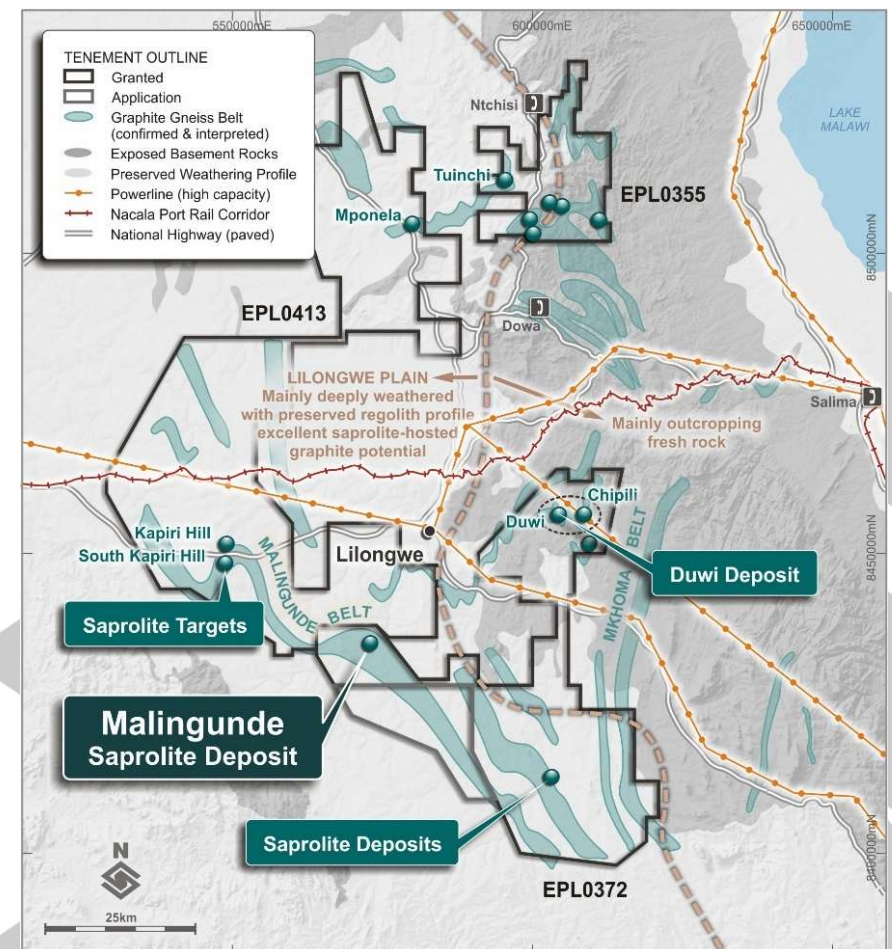 550000mE
600000mE
650000mE
TENEMENT OUTLINE
Granted
Application
Graphite Gneiss Belt
(confirmed & interpreted)
Exposed Basement Rocks
Preserved Weathering Profile
Powerline (high capacity)
Nacala Port Rail Corridor
National Highway (paved)
Ntchisi
LAKE
MALAWI
Tuinchi
EPL0355
Mponela
8500000mN
EPL0413
Dowa
LILONGWE PLAIN
Mainly deeply weathered
with preserved regolith profile
excellent saprolite-hosted
graphite potential
Mainly outcropping
fresh rock
Salima
Chipili
Duwi
Kapiri Hill
South Kapiri Hill
Lilongwe
8450000mN
MALINGUNDE BELT
MKHOMA BELT
Duwi Deposit
Saprolite Targets
Malingunde
Saprolite Deposit
Saprolite Deposits
8400000mN
N
EPL0372
25km